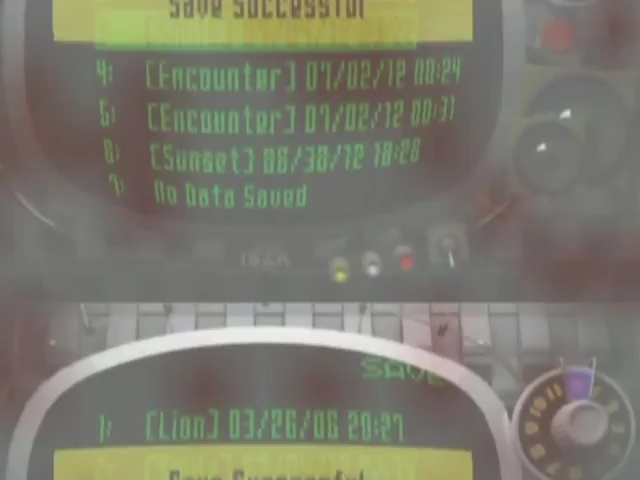 Save Successful
4: [Encounter] 07/02/12 00:24
5: [Encounter] 07/02/12 00:31
6: [Sunset] 08/30/12 18:28
7: No Data Saved
SAVE
1: [Lion] 03/26/06 20:27
Save Successful